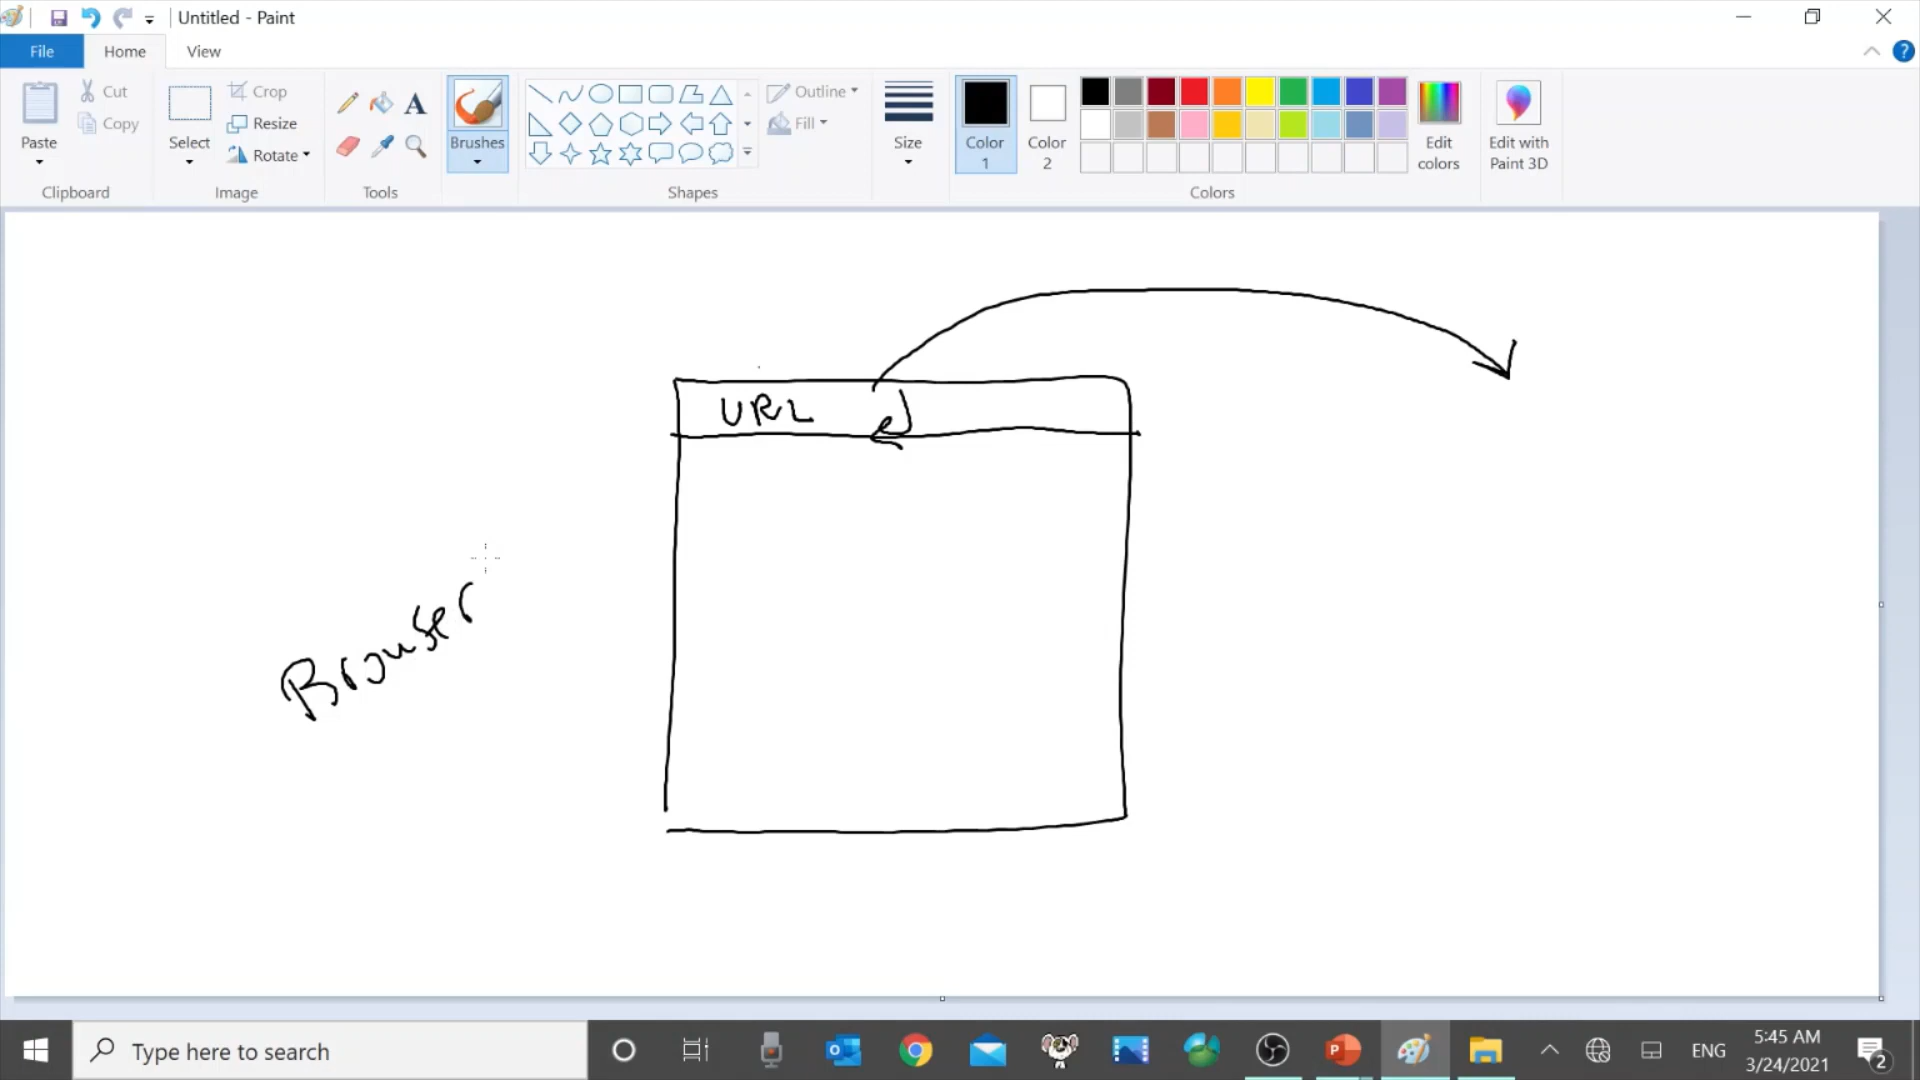 Untitled - Paint
File Home View
Cut
Crop
Outline
Copy
Resize
Fill
Paste
Select
Rotate
Brushes
Size
Color 1
Color 2
Edit colors
Edit with Paint 3D
Clipboard
Image
Tools
Shapes
Colors
URL
Browser
Type here to search
ENG
5:45 AM
3/24/2021
2